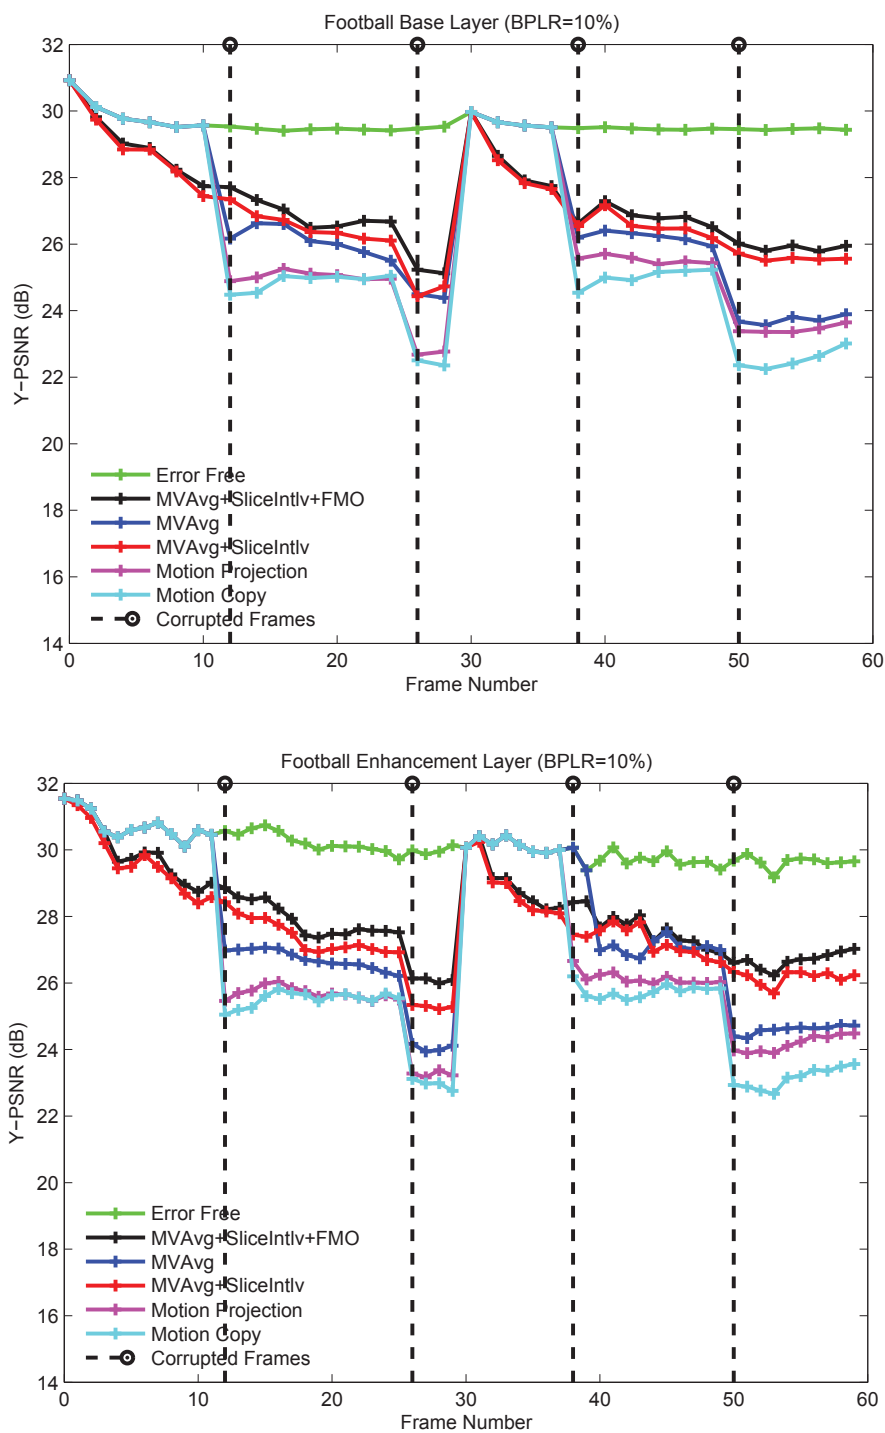 Football Base Layer (BPLR=10%)
32
30
28
26
24
22
20
18
16
14
Y−PSNR (dB)
Error Free
MVAvg+SliceIntlv+FMO
MVAvg
MVAvg+SliceIntlv
Motion Projection
Motion Copy
Corrupted Frames
0 10 20 30 40 50 60
Frame Number
Football Enhancement Layer (BPLR=10%)
32
30
28
26
24
22
20
18
16
14
Y−PSNR (dB)
Error Free
MVAvg+SliceIntlv+FMO
MVAvg
MVAvg+SliceIntlv
Motion Projection
Motion Copy
Corrupted Frames
0 10 20 30 40 50 60
Frame Number